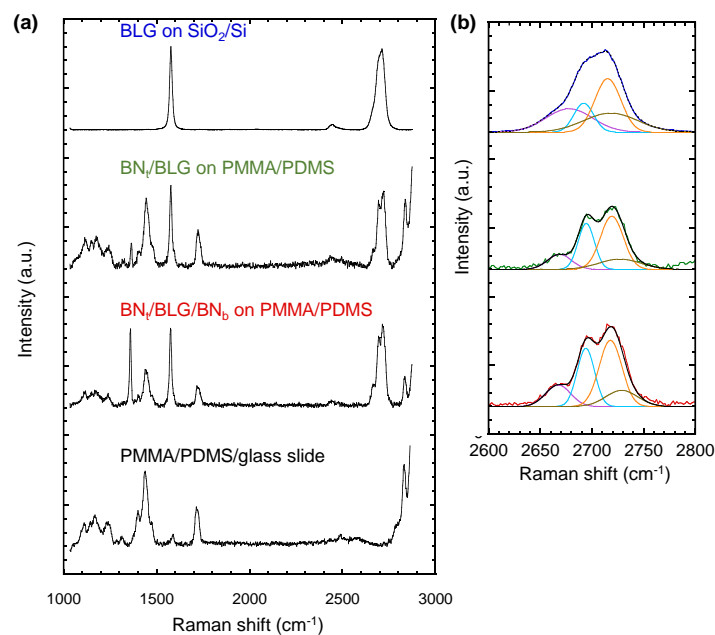 (a)
BLG on SiO₂/Si
BNₜ/BLG on PMMA/PDMS
BNₜ/BLG/BN_b on PMMA/PDMS
PMMA/PDMS/glass slide
Intensity (a.u.)
1000 1500 2000 2500 3000
Raman shift (cm⁻¹)
(b)
Intensity (a.u.)
2600 2650 2700 2750 2800
Raman shift (cm⁻¹)